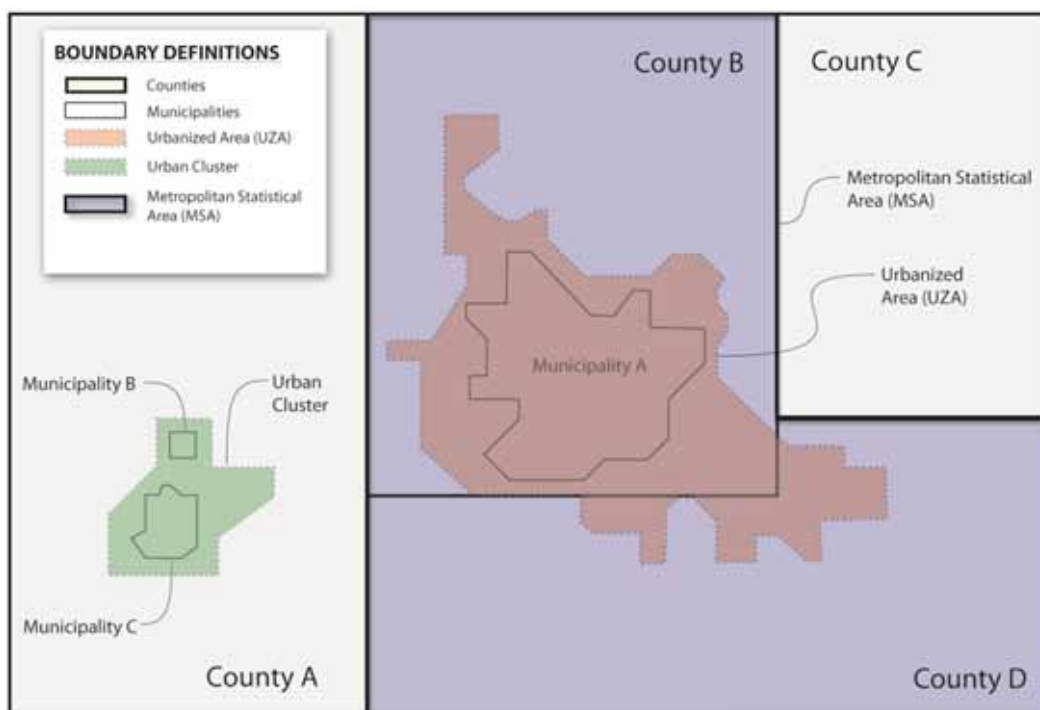 BOUNDARY DEFINITIONS
Counties
Municipalities
Urbanized Area (UZA)
Urban Cluster
Metropolitan Statistical
Area (MSA)
County B
County C
Metropolitan Statistical
Area (MSA)
Urbanized
Area (UZA)
Municipality A
Municipality B
Urban
Cluster
Municipality C
County A
County D